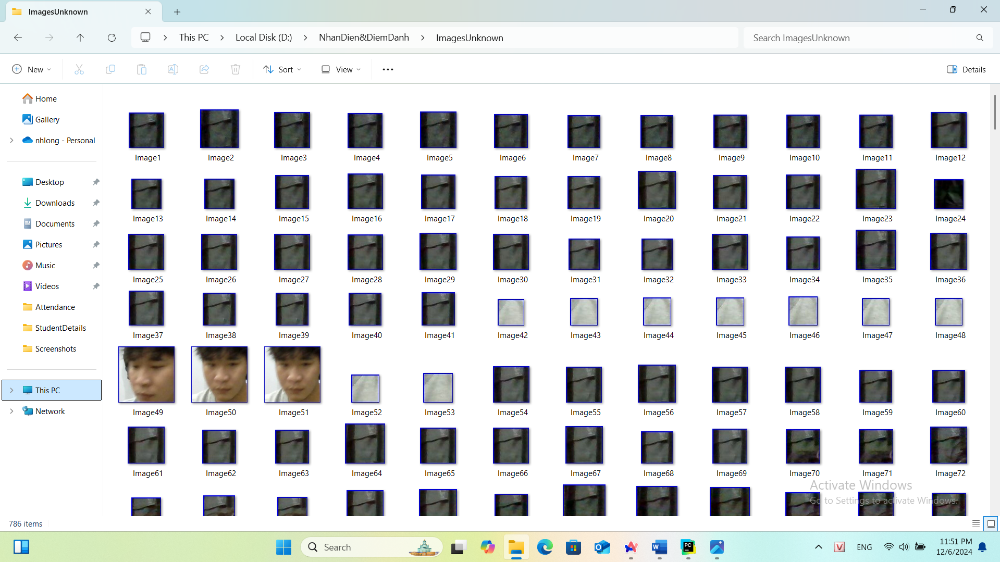 ImagesUnknown
This PC > Local Disk (D:) > NhanDien&DiemDanh > ImagesUnknown
Search ImagesUnknown
New
Sort
View
Details
Home
Gallery
nhlong - Personal
Desktop
Downloads
Documents
Pictures
Music
Videos
Attendance
StudentDetails
Screenshots
This PC
Network
Image1 Image2 Image3 Image4 Image5 Image6 Image7 Image8 Image9 Image10 Image11 Image12
Image13 Image14 Image15 Image16 Image17 Image18 Image19 Image20 Image21 Image22 Image23 Image24
Image25 Image26 Image27 Image28 Image29 Image30 Image31 Image32 Image33 Image34 Image35 Image36
Image37 Image38 Image39 Image40 Image41 Image42 Image43 Image44 Image45 Image46 Image47 Image48
Image49 Image50 Image51 Image52 Image53 Image54 Image55 Image56 Image57 Image58 Image59 Image60
Image61 Image62 Image63 Image64 Image65 Image66 Image67 Image68 Image69 Image70 Image71 Image72
Activate Windows
Go to Settings to activate Windows.
786 items
Search
W
PC
V
ENG
11:51 PM
12/6/2024